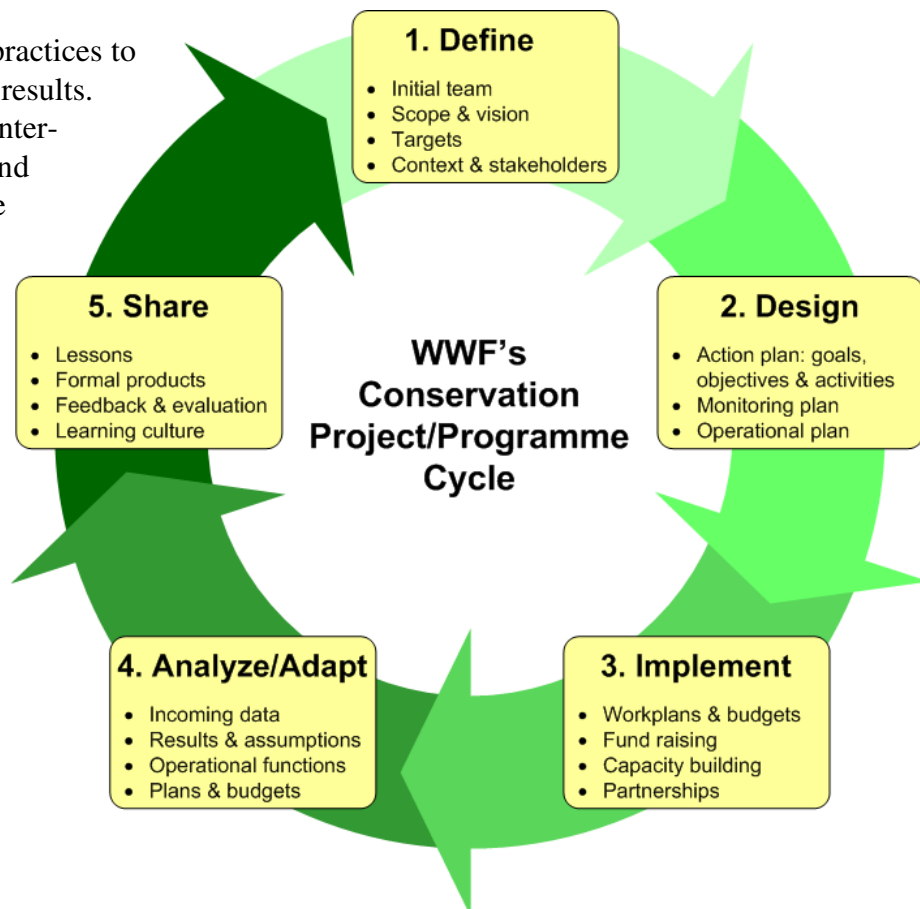 practices to
results.
nter-
nd
e
1. Define
• Initial team
• Scope & vision
• Targets
• Context & stakeholders
2. Design
• Action plan: goals,
objectives & activities
• Monitoring plan
• Operational plan
3. Implement
• Workplans & budgets
• Fund raising
• Capacity building
• Partnerships
4. Analyze/Adapt
• Incoming data
• Results & assumptions
• Operational functions
• Plans & budgets
5. Share
• Lessons
• Formal products
• Feedback & evaluation
• Learning culture
WWF's
Conservation
Project/Programme
Cycle